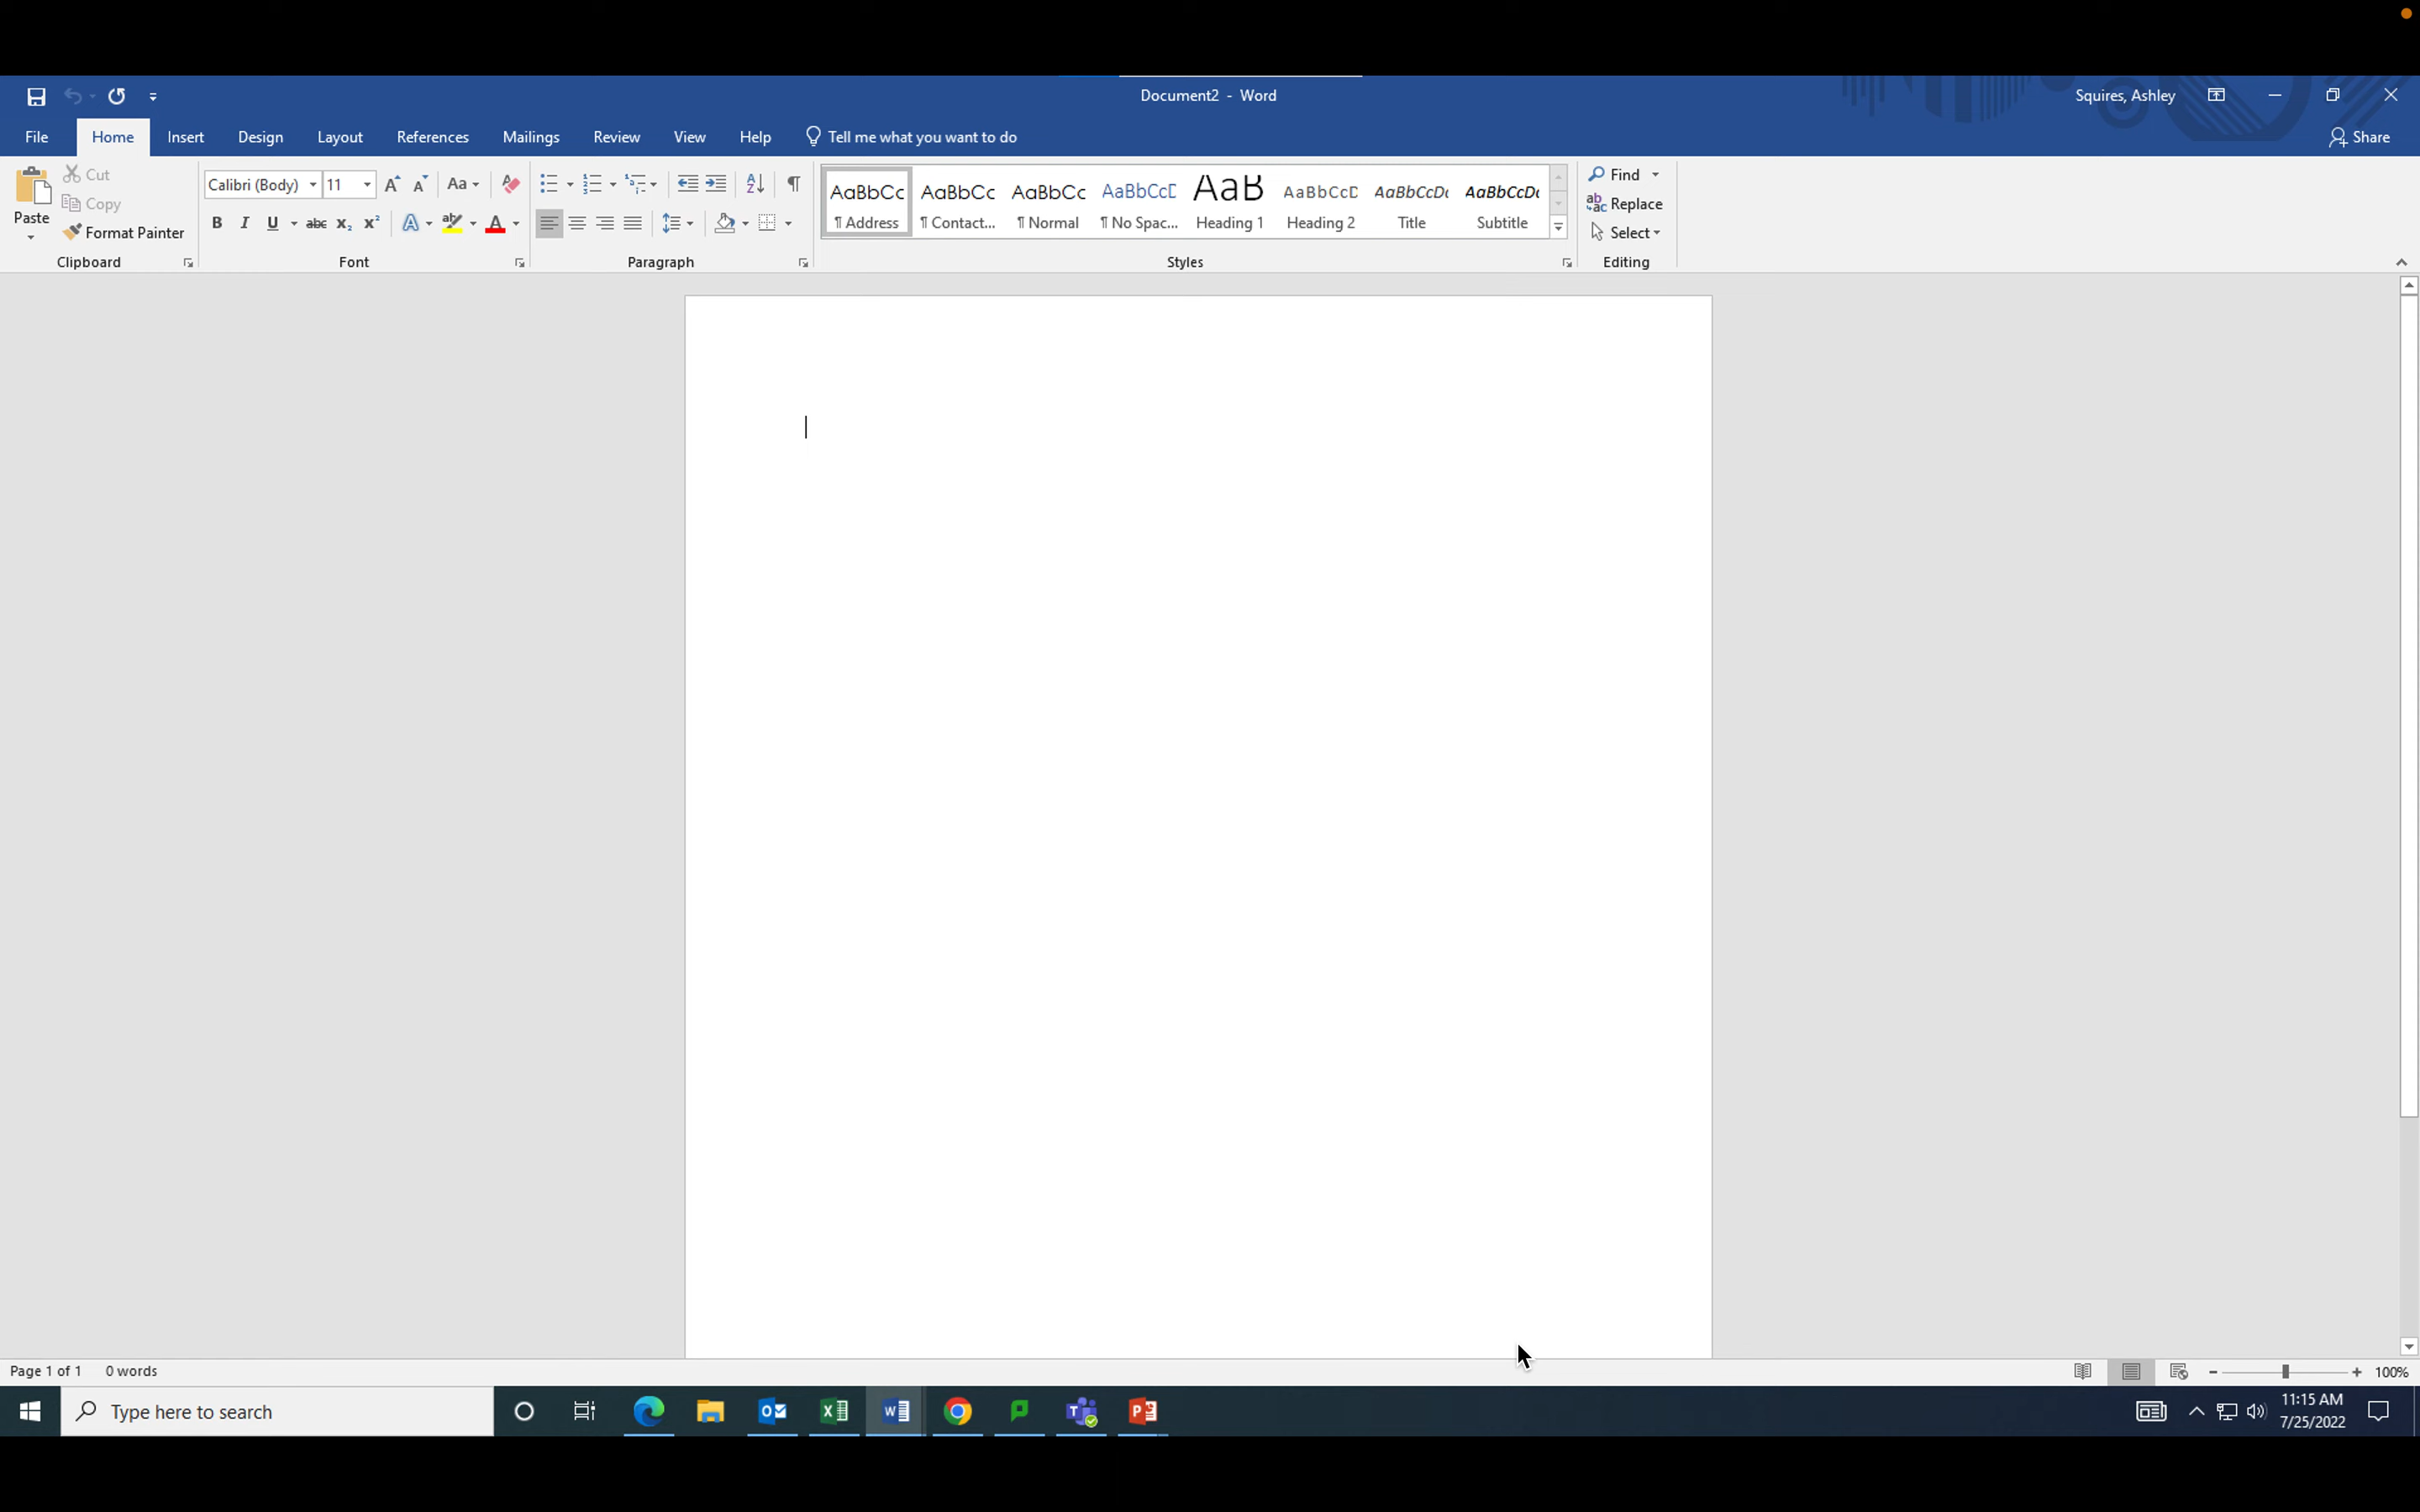 Document2 - Word
Squires, Ashley
File Home Insert Design Layout References Mailings Review View Help Tell me what you want to do Share
Paste
Cut
Copy
Format Painter
Clipboard
Calibri (Body) 11
Aa
B I U abc x₂ x²
A ab A
Font
A Z ¶
Paragraph
AaBbCc AaBbCc AaBbCc AaBbCcD AaB AaBbCcD AaBbCcDc AaBbCcDc
¶ Address ¶ Contact... ¶ Normal ¶ No Spac... Heading 1 Heading 2 Title Subtitle
Styles
Find
Replace
Select
Editing
Page 1 of 1 0 words
100%
Type here to search
11:15 AM
7/25/2022